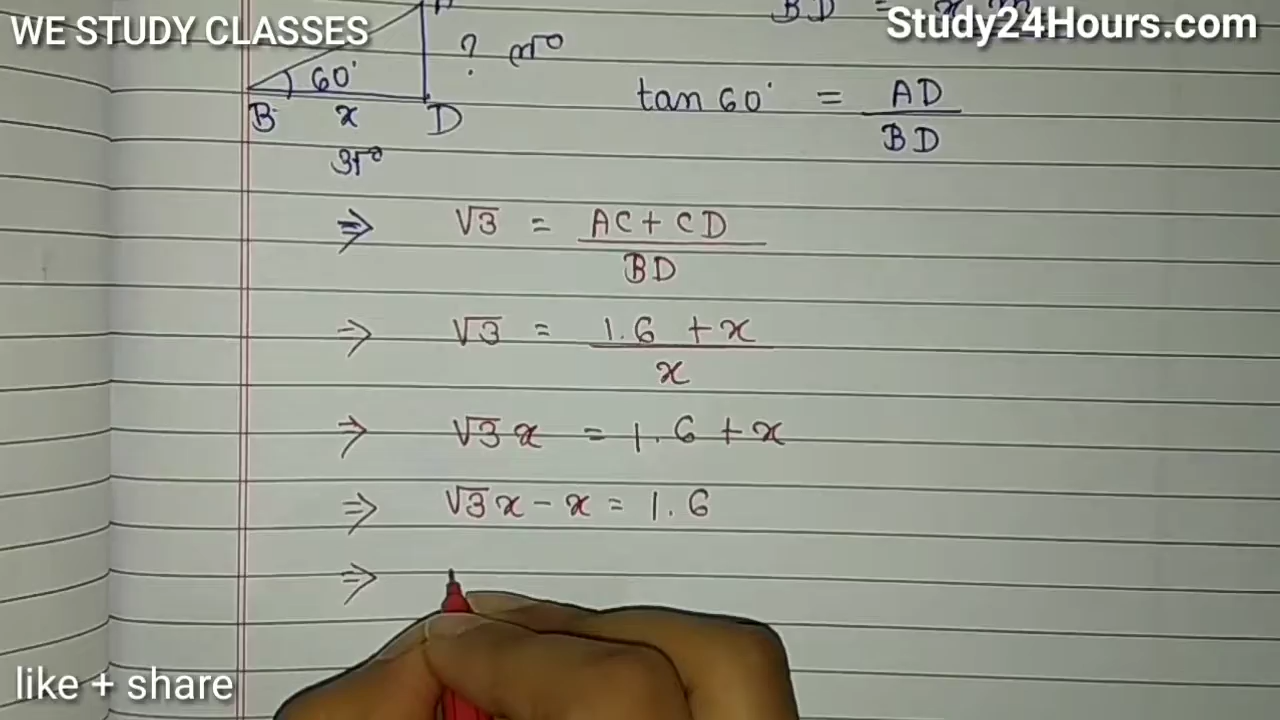 WE STUDY CLASSES
Study24Hours.com
60°
?
B x D
tan 60° = AD / BD
⇒ √3 = AC + CD / BD
⇒ √3 = 1.6 + x / x
⇒ √3x = 1.6 + x
⇒ √3x - x = 1.6
⇒
like + share